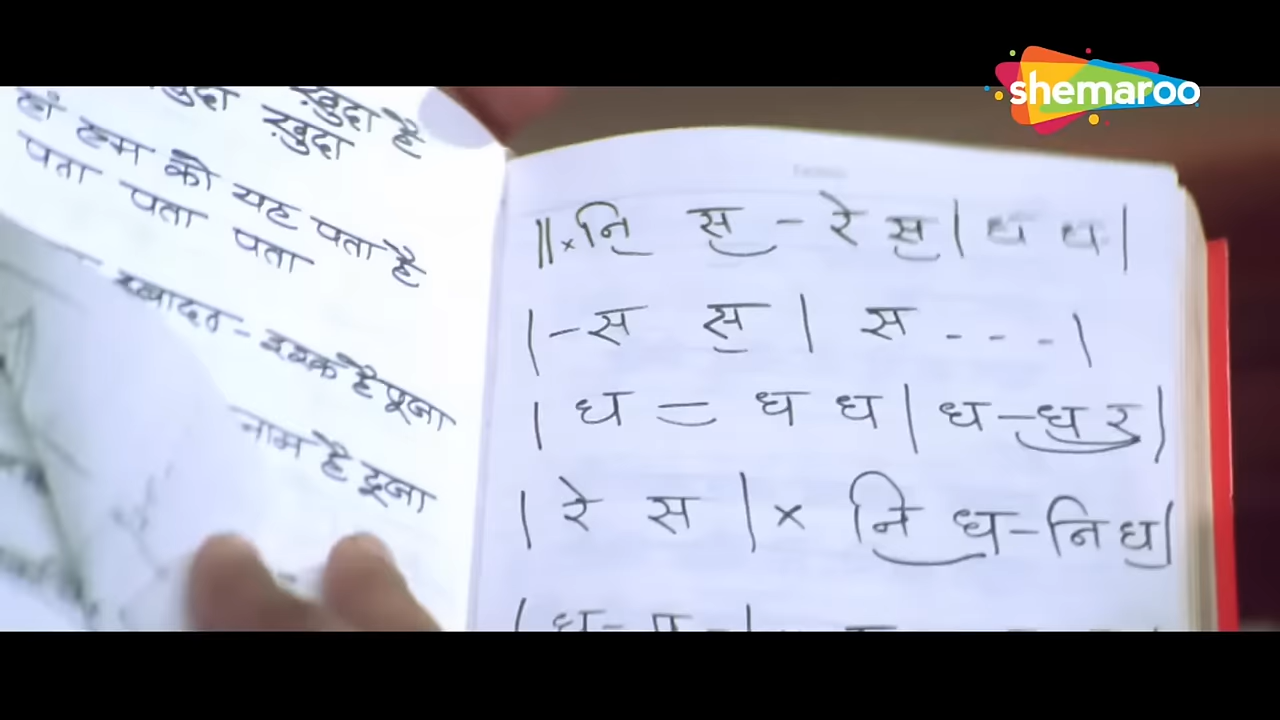 shemaroo
ख़ुदा है
ख़ुदा
हम को यह पता है
पता पता पता
इबादत - इश्क़ है पूजा
नाम है दूजा
||× नि स - रे स | ध ध |
|- स स | स - - - |
| ध = ध ध | ध - ध र |
| रे स | × नि ध - नि ध |